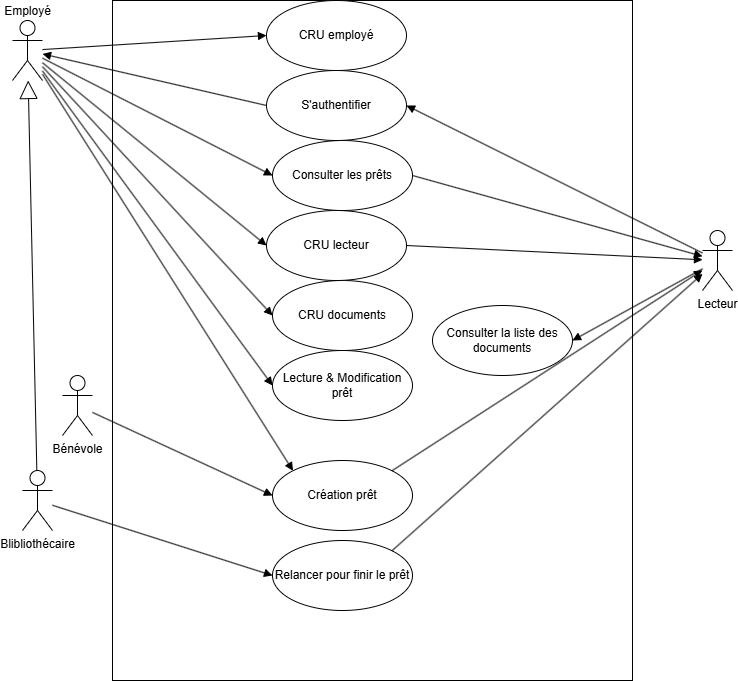 Employé
CRU employé
S'authentifier
Consulter les prêts
CRU lecteur
Lecteur
CRU documents
Consulter la liste des
documents
Lecture & Modification
prêt
Bénévole
Création prêt
Blibliothécaire
Relancer pour finir le prêt